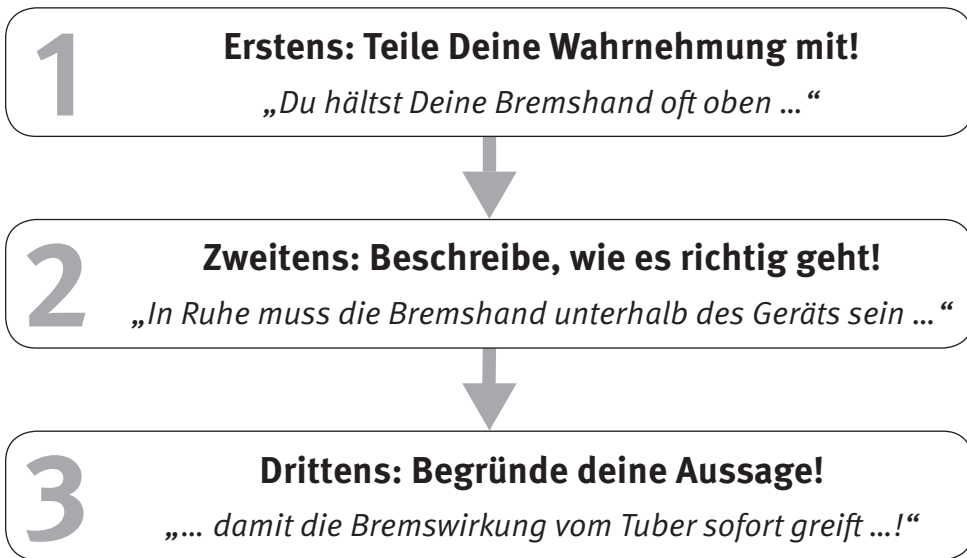 1
Erstens: Teile Deine Wahrnehmung mit!
„Du hältst Deine Bremshand oft oben ...“
2
Zweitens: Beschreibe, wie es richtig geht!
„In Ruhe muss die Bremshand unterhalb des Geräts sein ...“
3
Drittens: Begründe deine Aussage!
„... damit die Bremswirkung vom Tuber sofort greift ...!“